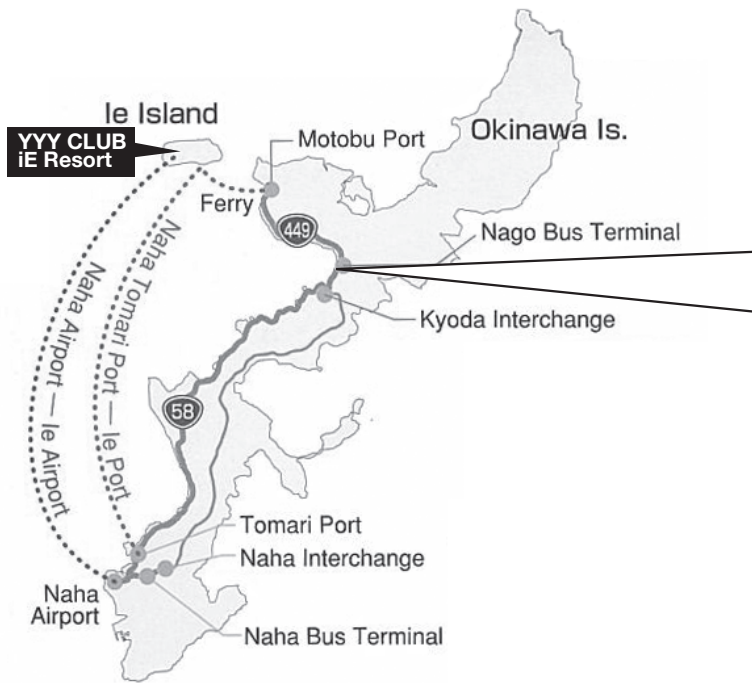 Ie Island
YYY CLUB
iE Resort
Motobu Port
Okinawa Is.
Ferry
449
Nago Bus Terminal
Kyoda Interchange
Naha Tomari Port — Ie Port
Naha Airport — Ie Airport
58
Tomari Port
Naha Interchange
Naha
Airport
Naha Bus Terminal